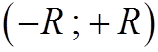 (−R ; +R)